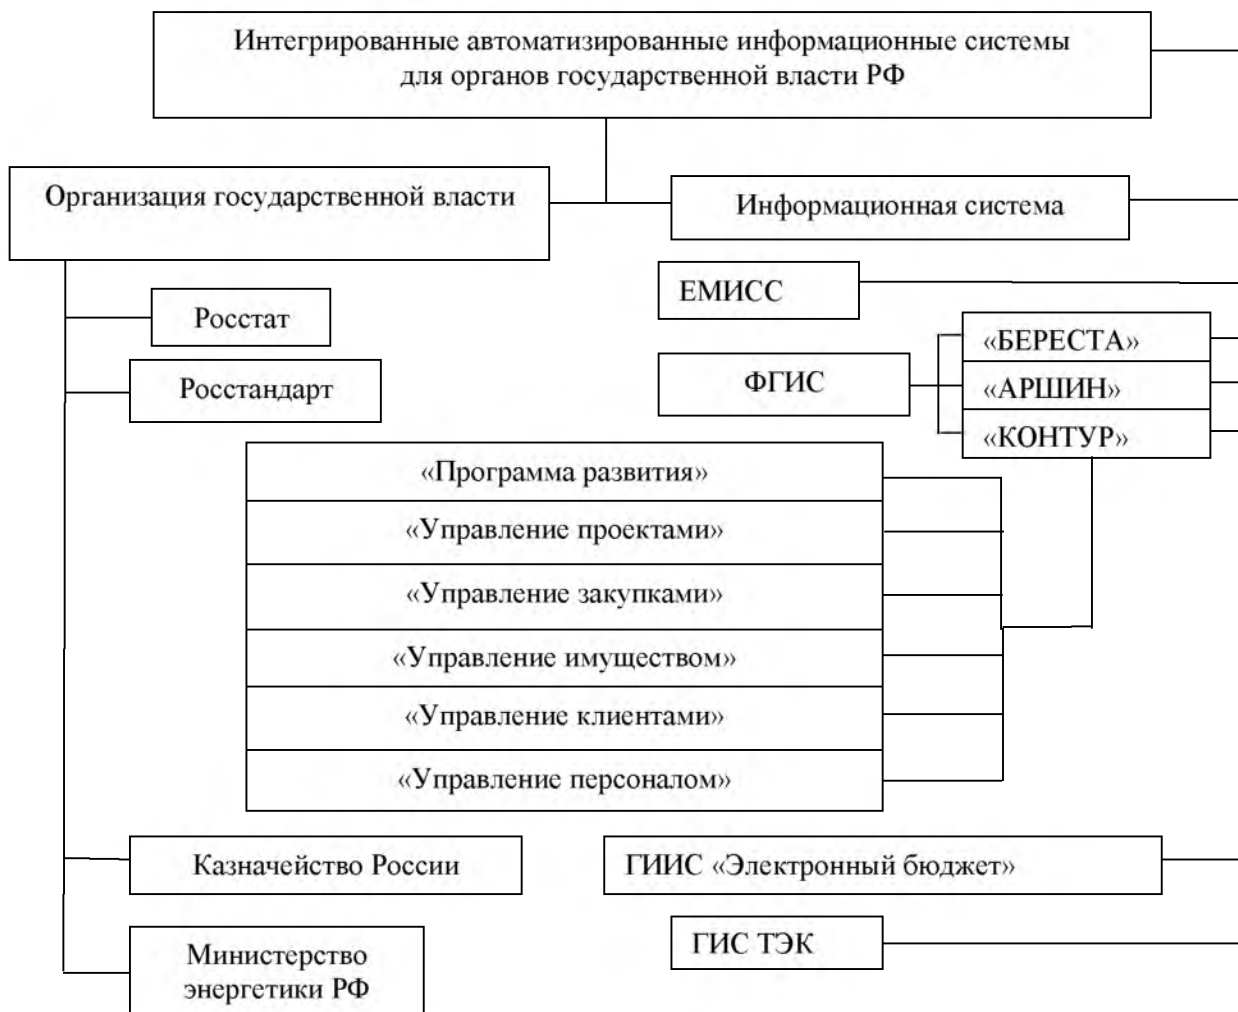 Интегрированные автоматизированные информационные системы
для органов государственной власти РФ
Организация государственной власти
Информационная система
ЕМИСС
Росстат
«БЕРЕСТА»
ФГИС
«АРШИН»
Росстандарт
«КОНТУР»
«Программа развития»
«Управление проектами»
«Управление закупками»
«Управление имуществом»
«Управление клиентами»
«Управление персоналом»
Казначейство России
ГИИС «Электронный бюджет»
ГИС ТЭК
Министерство
энергетики РФ